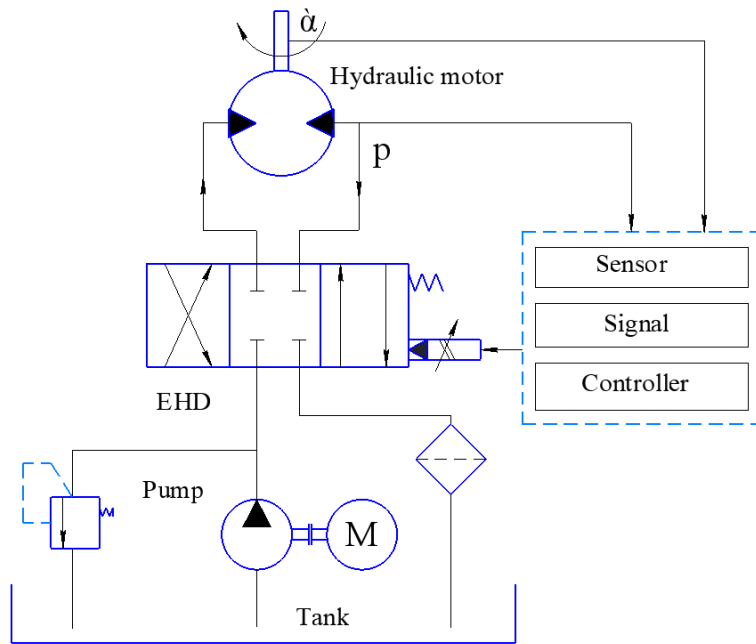 ὰ
Hydraulic motor
p
Sensor
Signal
Controller
EHD
Pump
M
Tank